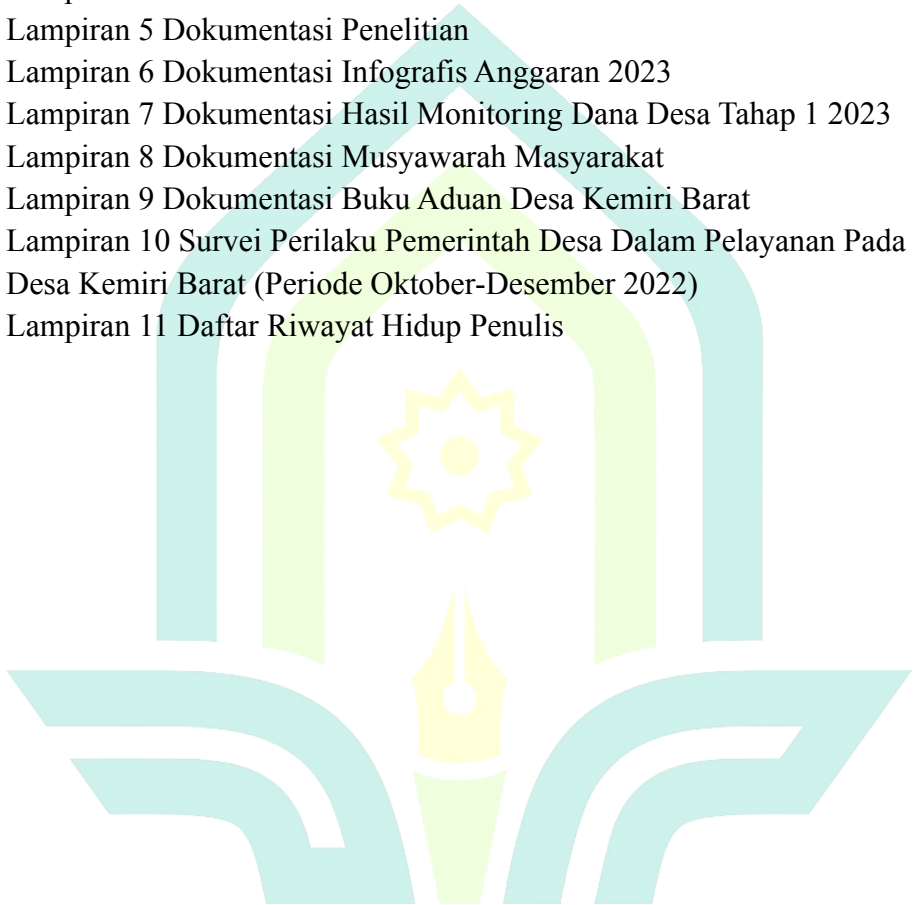 Lampiran 5 Dokumentasi Penelitian
Lampiran 6 Dokumentasi Infografis Anggaran 2023
Lampiran 7 Dokumentasi Hasil Monitoring Dana Desa Tahap 1 2023
Lampiran 8 Dokumentasi Musyawarah Masyarakat
Lampiran 9 Dokumentasi Buku Aduan Desa Kemiri Barat
Lampiran 10 Survei Perilaku Pemerintah Desa Dalam Pelayanan Pada
Desa Kemiri Barat (Periode Oktober-Desember 2022)
Lampiran 11 Daftar Riwayat Hidup Penulis